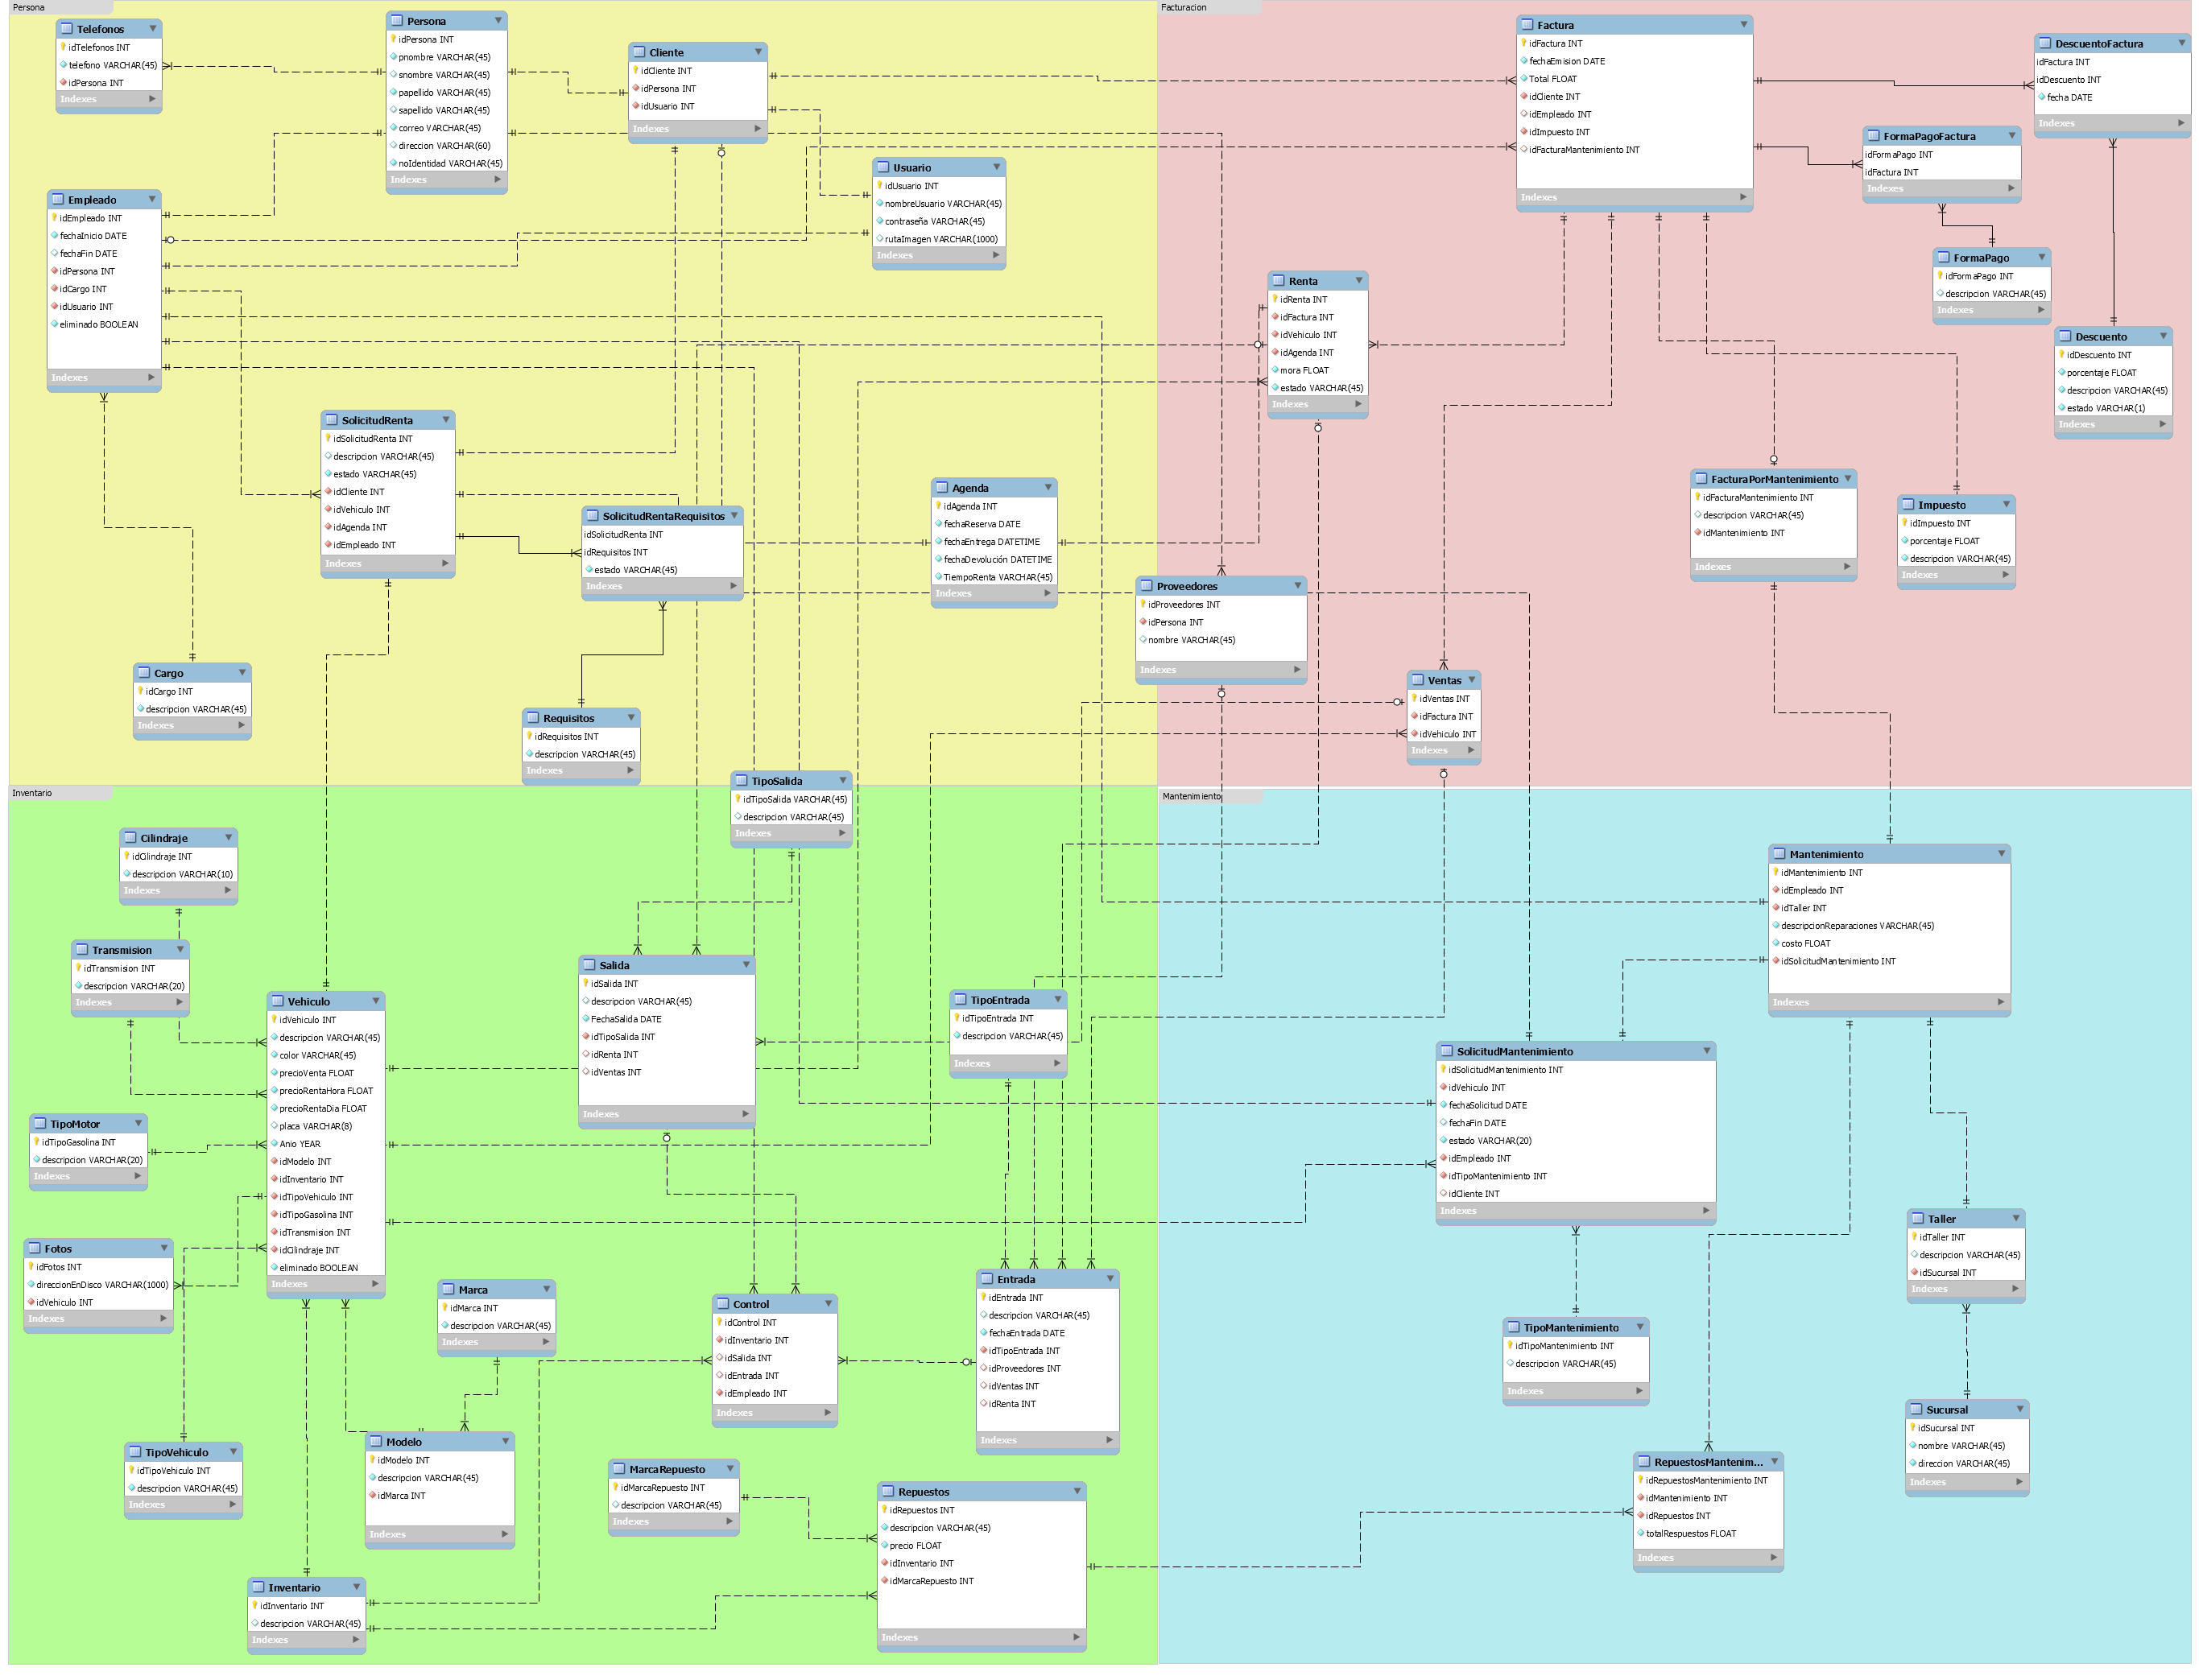 Persona
Telefonos
idTelefonos INT
telefono VARCHAR(45)
idPersona INT
Indexes
Persona
idPersona INT
pnombre VARCHAR(45)
snombre VARCHAR(45)
papellido VARCHAR(45)
sapellido VARCHAR(45)
correo VARCHAR(45)
direccion VARCHAR(60)
noIdentidad VARCHAR(45)
Indexes
Cliente
idCliente INT
idPersona INT
idUsuario INT
Indexes
Usuario
idUsuario INT
nombreUsuario VARCHAR(45)
contraseña VARCHAR(45)
rutaImagen VARCHAR(1000)
Indexes
Empleado
idEmpleado INT
fechaInicio DATE
fechaFin DATE
idPersona INT
idCargo INT
idUsuario INT
eliminado BOOLEAN
Indexes
SolicitudRenta
idSolicitudRenta INT
descripcion VARCHAR(45)
estado VARCHAR(45)
idCliente INT
idVehiculo INT
idAgenda INT
idEmpleado INT
Indexes
SolicitudRentaRequisitos
idSolicitudRenta INT
idRequisitos INT
estado VARCHAR(45)
Indexes
Agenda
idAgenda INT
fechaReserva DATE
fechaEntrega DATETIME
fechaDevolución DATETIME
TiempoRenta VARCHAR(45)
Indexes
Cargo
idCargo INT
descripcion VARCHAR(45)
Indexes
Requisitos
idRequisitos INT
descripcion VARCHAR(45)
Indexes
Facturacion
Factura
idFactura INT
fechaEmision DATE
Total FLOAT
idCliente INT
idEmpleado INT
idImpuesto INT
idFacturaMantenimiento INT
Indexes
DescuentoFactura
idFactura INT
idDescuento INT
fecha DATE
Indexes
FormaPagoFactura
idFormaPago INT
idFactura INT
Indexes
FormaPago
idFormaPago INT
descripcion VARCHAR(45)
Indexes
Descuento
idDescuento INT
porcentaje FLOAT
descripcion VARCHAR(45)
estado VARCHAR(1)
Indexes
Renta
idRenta INT
idFactura INT
idVehiculo INT
idAgenda INT
mora FLOAT
estado VARCHAR(45)
Indexes
FacturaPorMantenimiento
idFacturaMantenimiento INT
descripcion VARCHAR(45)
idMantenimiento INT
Indexes
Impuesto
idImpuesto INT
porcentaje FLOAT
descripcion VARCHAR(45)
Indexes
Proveedores
idProveedores INT
idPersona INT
nombre VARCHAR(45)
Indexes
Ventas
idVentas INT
idFactura INT
idVehiculo INT
Indexes
Inventario
TipoSalida
idTipoSalida VARCHAR(45)
descripcion VARCHAR(45)
Indexes
Cilindraje
idCilindraje INT
descripcion VARCHAR(10)
Indexes
Transmision
idTransmision INT
descripcion VARCHAR(20)
Indexes
Vehiculo
idVehiculo INT
descripcion VARCHAR(45)
color VARCHAR(45)
precioVenta FLOAT
precioRentaHora FLOAT
precioRentaDia FLOAT
placa VARCHAR(8)
Anio YEAR
idModelo INT
idInventario INT
idTipoVehiculo INT
idTipoGasolina INT
idTransmision INT
idCilindraje INT
eliminado BOOLEAN
Indexes
TipoMotor
idTipoGasolina INT
descripcion VARCHAR(20)
Indexes
Fotos
idFotos INT
direccionEnDisco VARCHAR(1000)
idVehiculo INT
Indexes
TipoVehiculo
idTipoVehiculo INT
descripcion VARCHAR(45)
Indexes
Salida
idSalida INT
descripcion VARCHAR(45)
FechaSalida DATE
idTipoSalida INT
idRenta INT
idVentas INT
Indexes
TipoEntrada
idTipoEntrada INT
descripcion VARCHAR(45)
Indexes
Marca
idMarca INT
descripcion VARCHAR(45)
Indexes
Control
idControl INT
idInventario INT
idSalida INT
idEntrada INT
idEmpleado INT
Indexes
Entrada
idEntrada INT
descripcion VARCHAR(45)
fechaEntrada DATE
idTipoEntrada INT
idProveedores INT
idVentas INT
idRenta INT
Indexes
Modelo
idModelo INT
descripcion VARCHAR(45)
idMarca INT
Indexes
MarcaRepuesto
idMarcaRepuesto INT
descripcion VARCHAR(45)
Indexes
Repuestos
idRepuestos INT
descripcion VARCHAR(45)
precio FLOAT
idInventario INT
idMarcaRepuesto INT
Indexes
Inventario
idInventario INT
descripcion VARCHAR(45)
Indexes
Mantenimiento
Mantenimiento
idMantenimiento INT
idEmpleado INT
idTaller INT
descripcionReparaciones VARCHAR(45)
costo FLOAT
idSolicitudMantenimiento INT
Indexes
SolicitudMantenimiento
idSolicitudMantenimiento INT
idVehiculo INT
fechaSolicitud DATE
fechaFin DATE
estado VARCHAR(20)
idEmpleado INT
idTipoMantenimiento INT
idCliente INT
Indexes
Taller
idTaller INT
descripcion VARCHAR(45)
idSucursal INT
Indexes
TipoMantenimiento
idTipoMantenimiento INT
descripcion VARCHAR(45)
Indexes
Sucursal
idSucursal INT
nombre VARCHAR(45)
direccion VARCHAR(45)
Indexes
RepuestosMantenim...
idRepuestosMantenimiento INT
idMantenimiento INT
idRepuestos INT
totalRespuestos FLOAT
Indexes